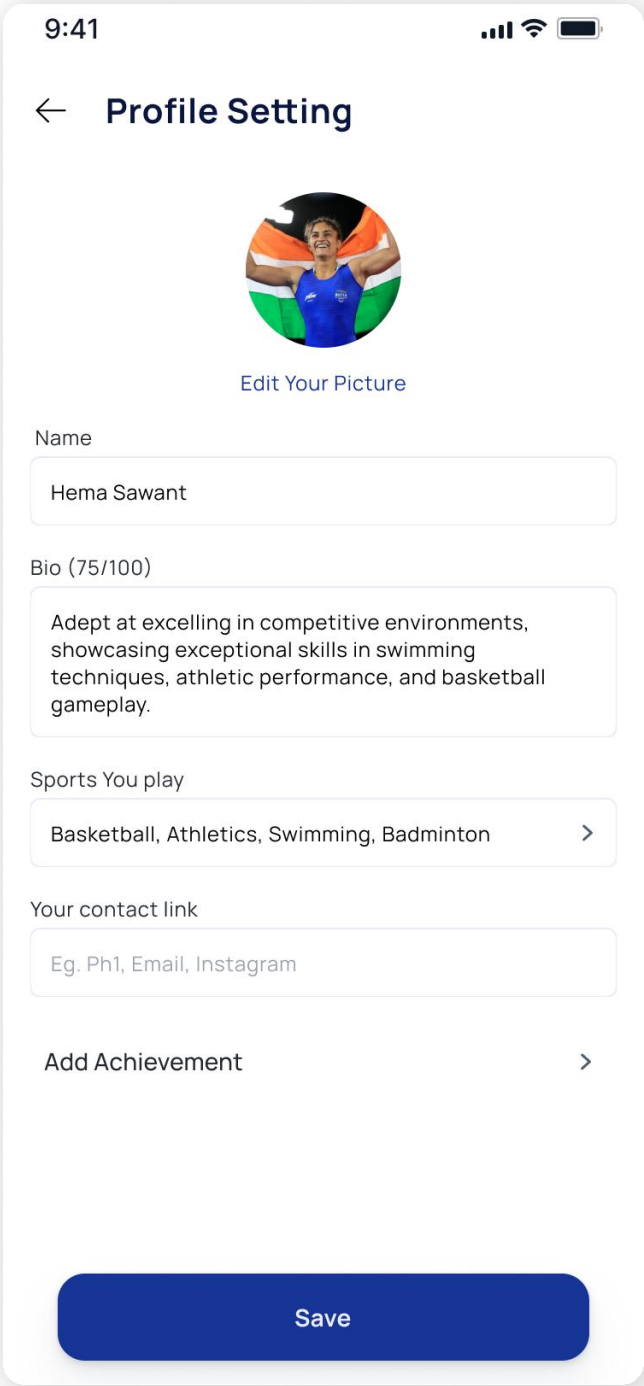 9:41
Profile Setting
Edit Your Picture
Name
Hema Sawant
Bio (75/100)
Adept at excelling in competitive environments,
showcasing exceptional skills in swimming
techniques, athletic performance, and basketball
gameplay.
Sports You play
Basketball, Athletics, Swimming, Badminton
Your contact link
Eg. Ph1, Email, Instagram
Add Achievement
Save